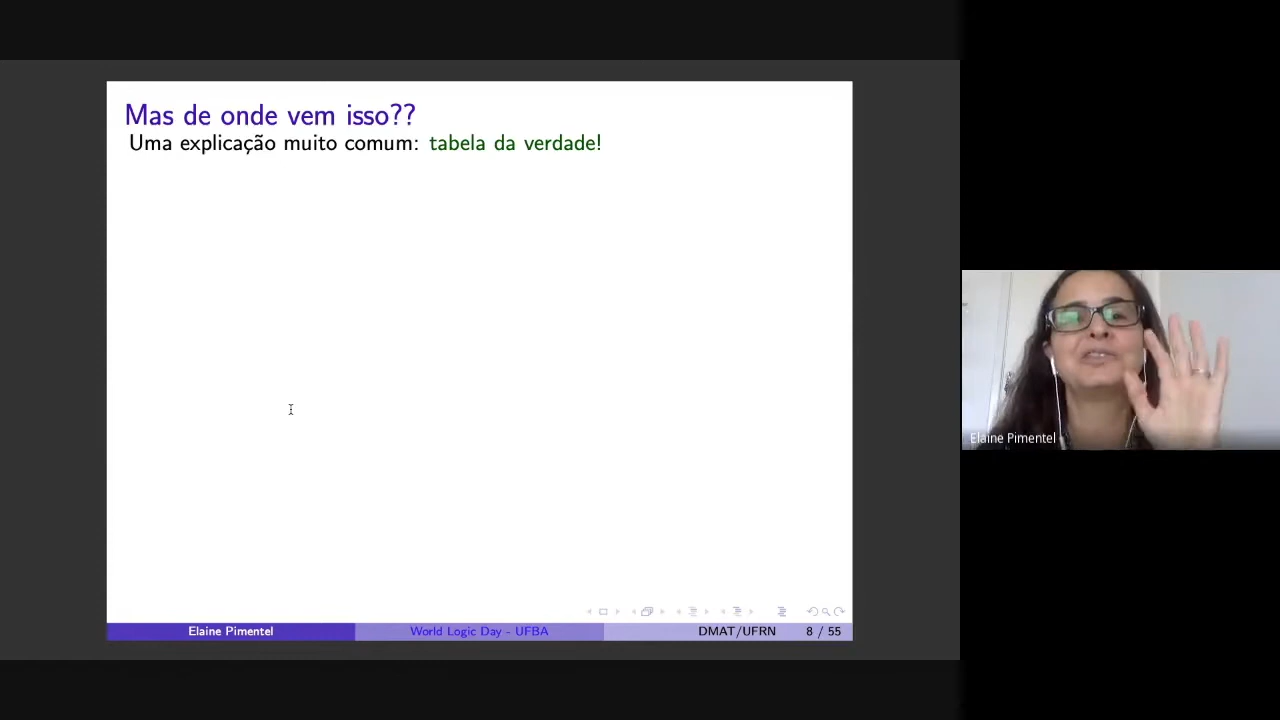 Mas de onde vem isso??
Uma explicação muito comum: tabela da verdade!
Elaine Pimentel
Elaine Pimentel
World Logic Day - UFBA
DMAT/UFRN
8 / 55